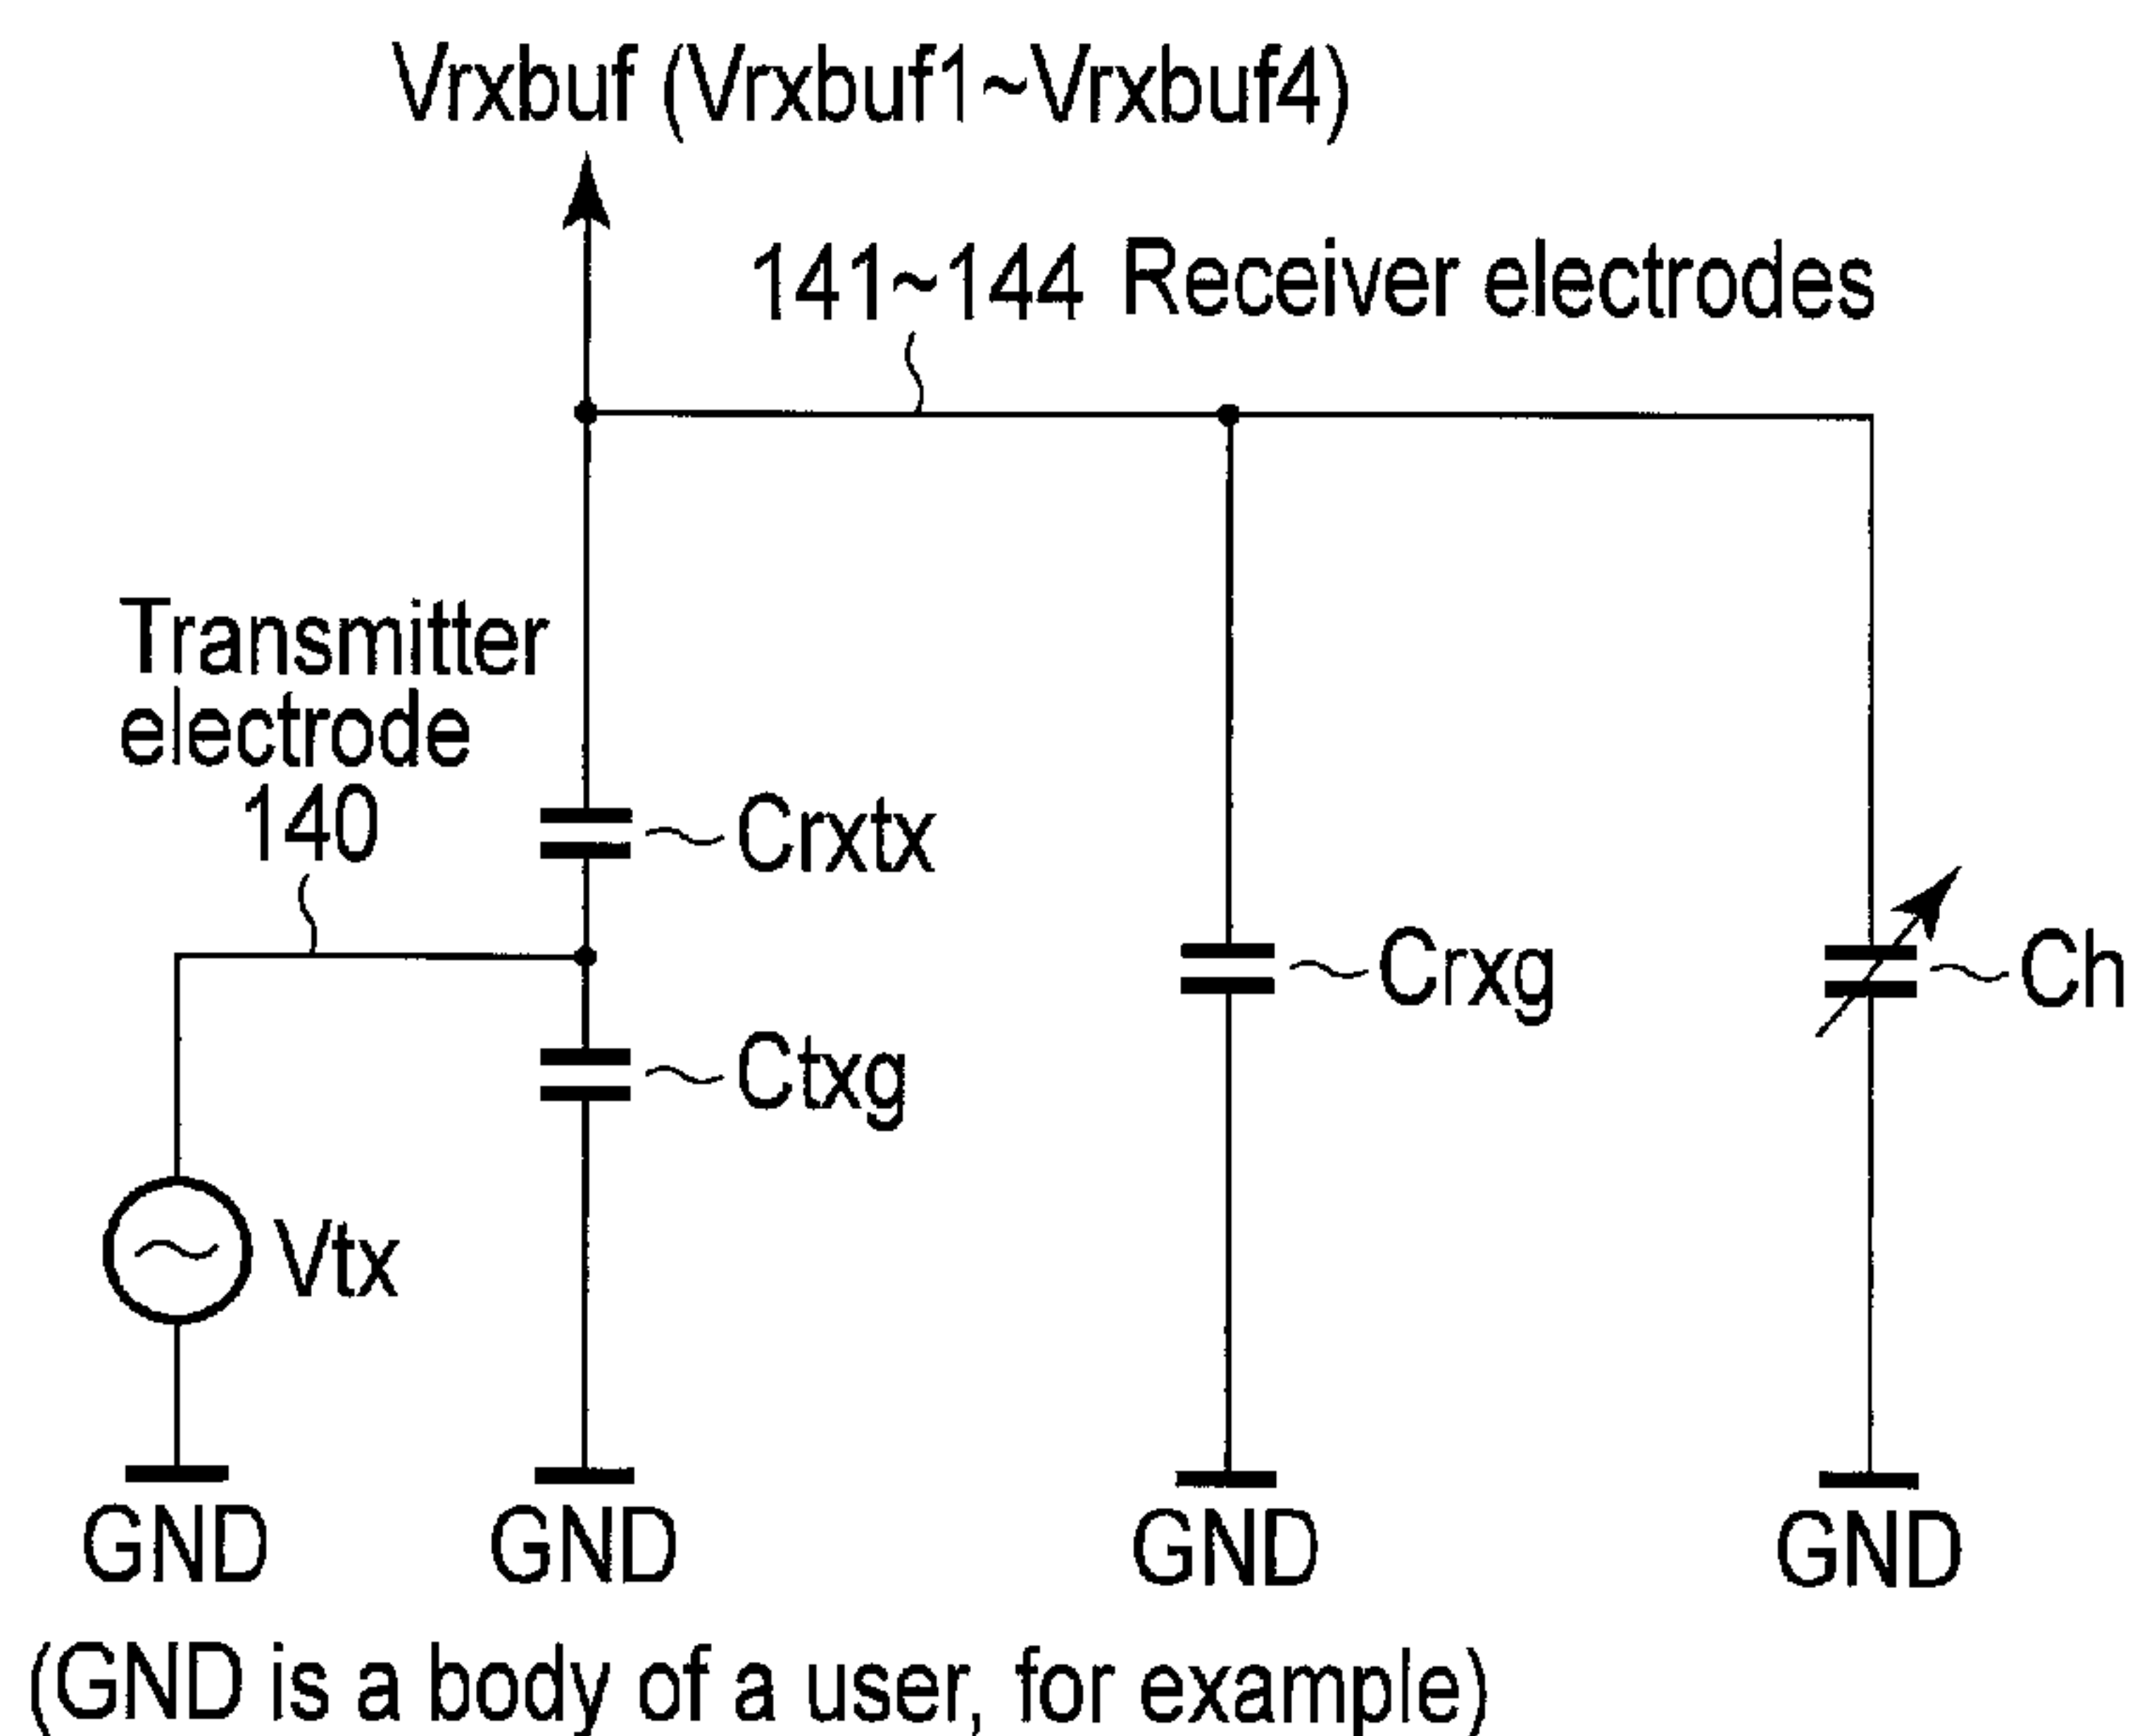 Vrxbuf (Vrxbuf1~Vrxbuf4)
141~144 Receiver electrodes
Transmitter
electrode
140
Crxtx
Crxg
Ch
Ctxg
Vtx
GND
GND
GND
GND
(GND is a body of a user, for example)